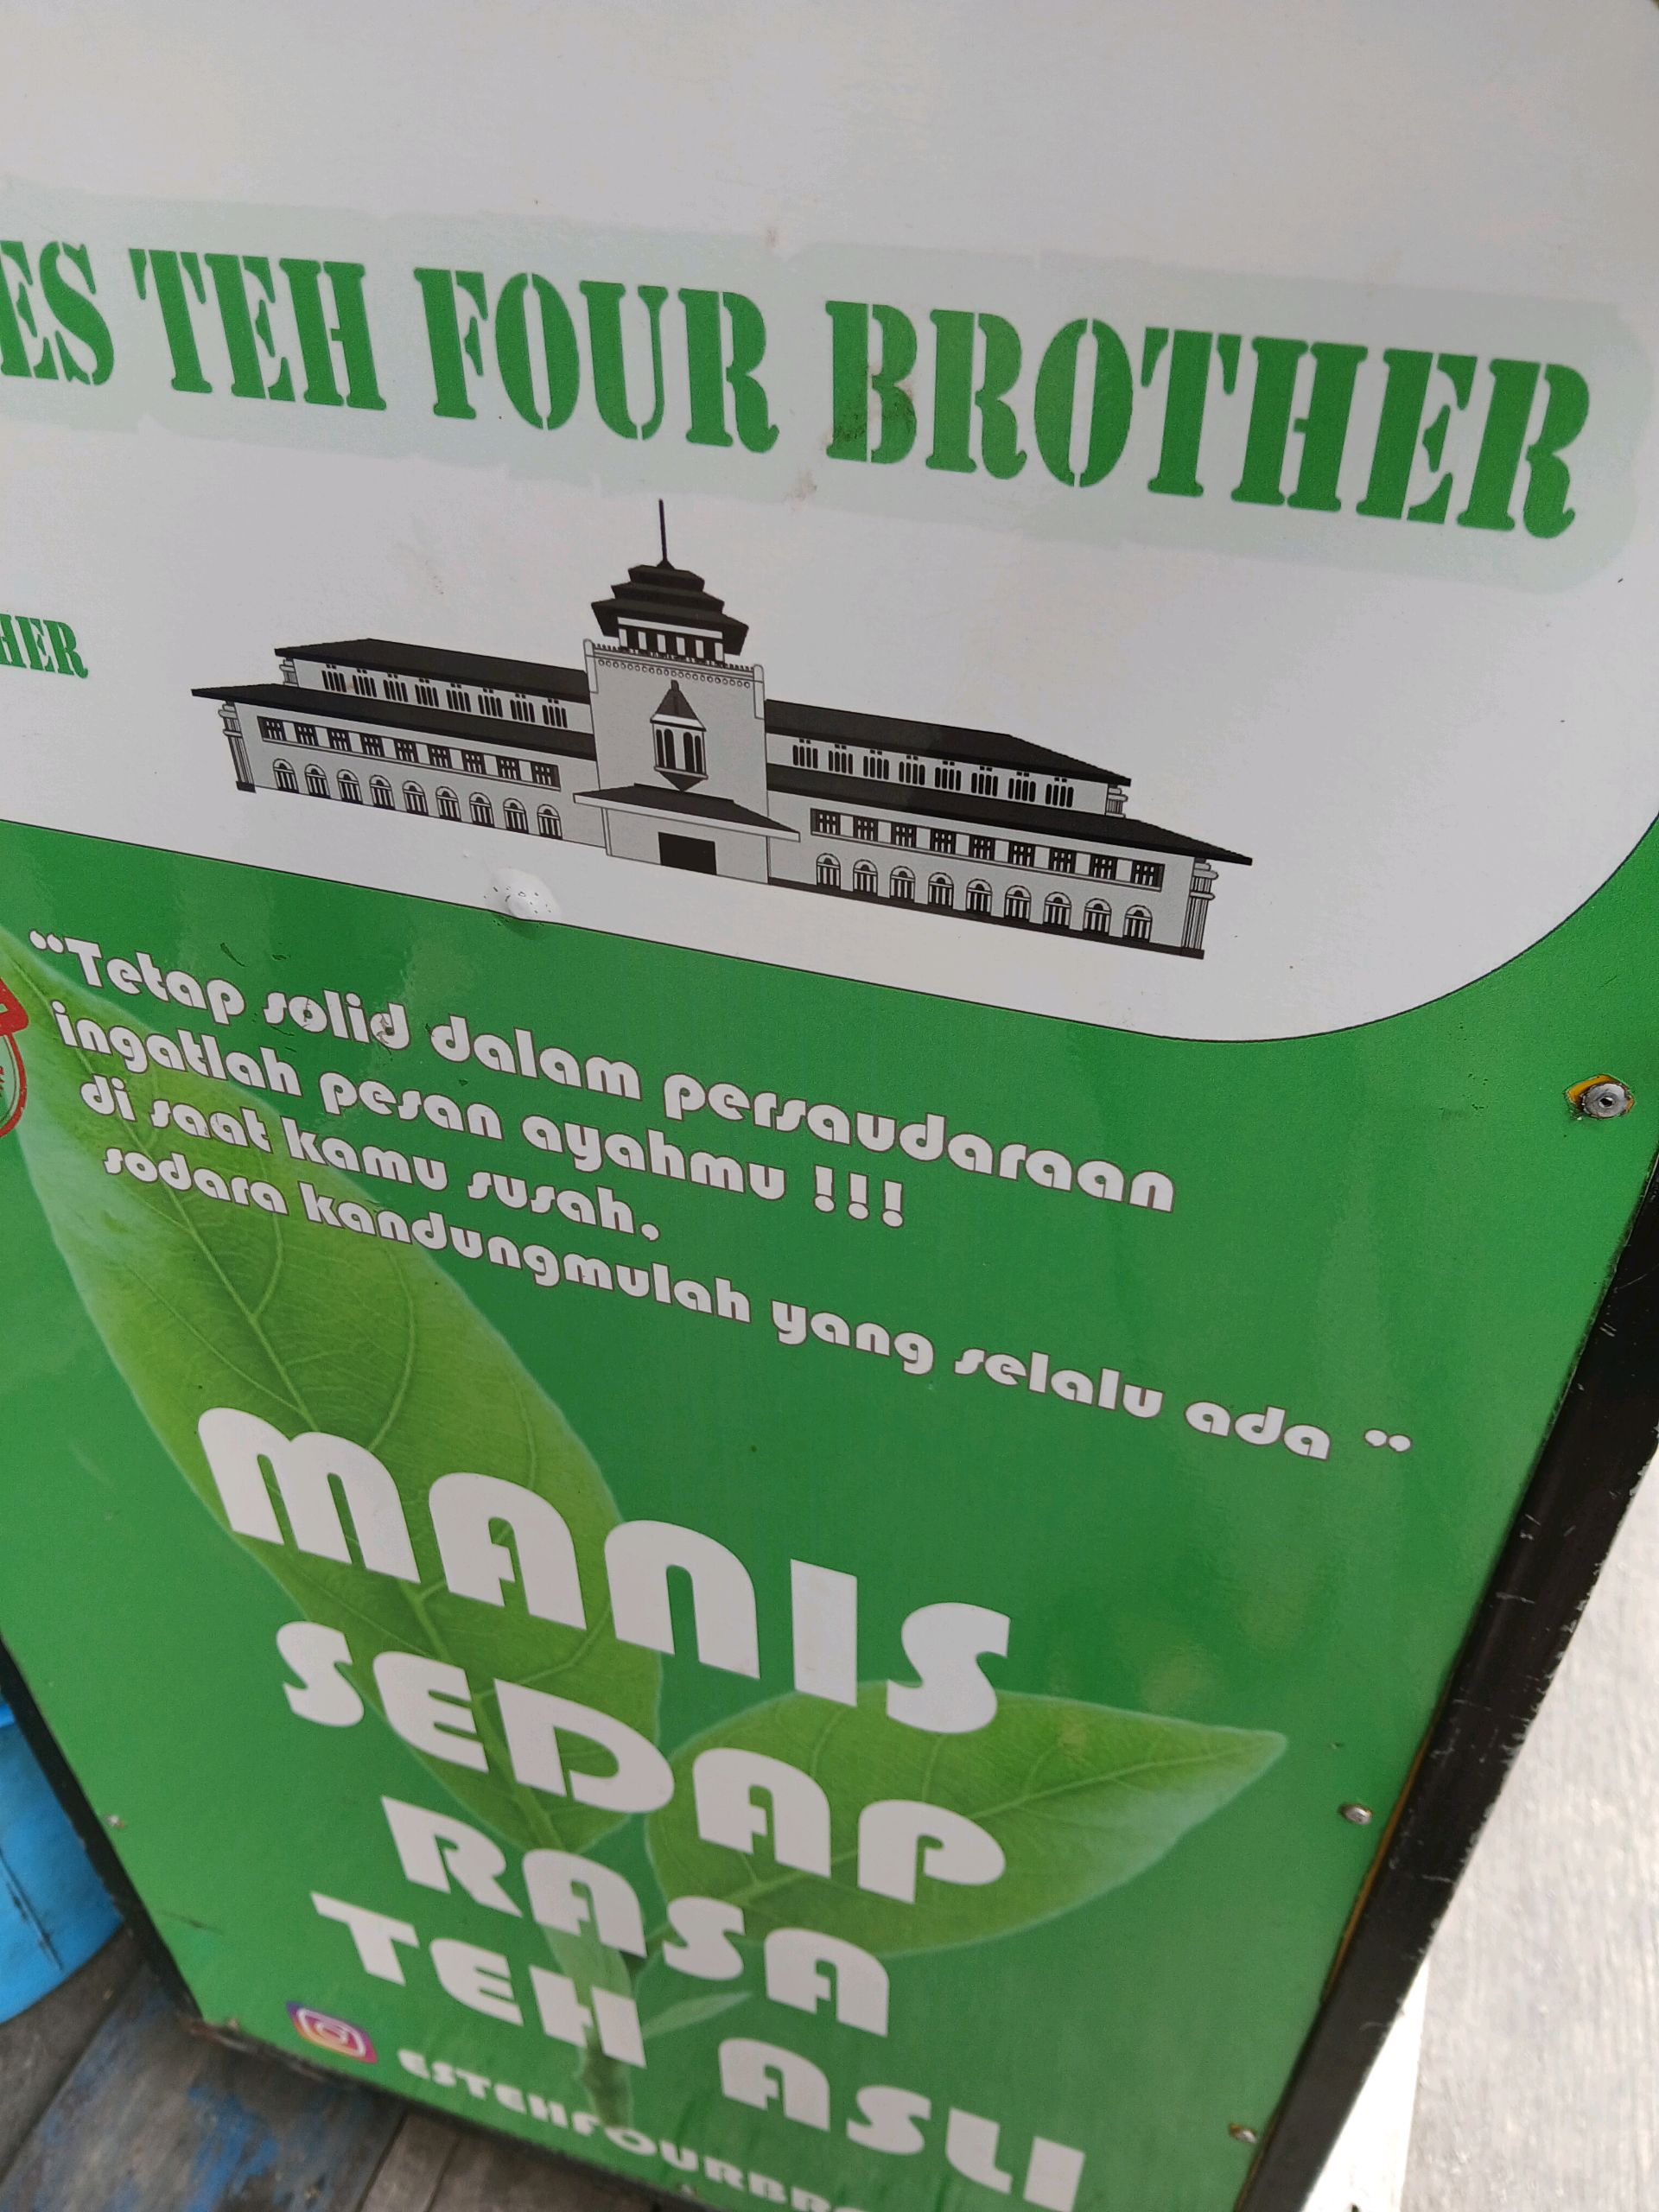 ES TEH FOUR BROTHER
“Tetap solid dalam persaudaraan
ingatlah pesan ayahmu !!!
di saat kamu susah,
sodara kandungmulah yang selalu ada ”
MANIS
SEDAP
RASA
TEH ASLI